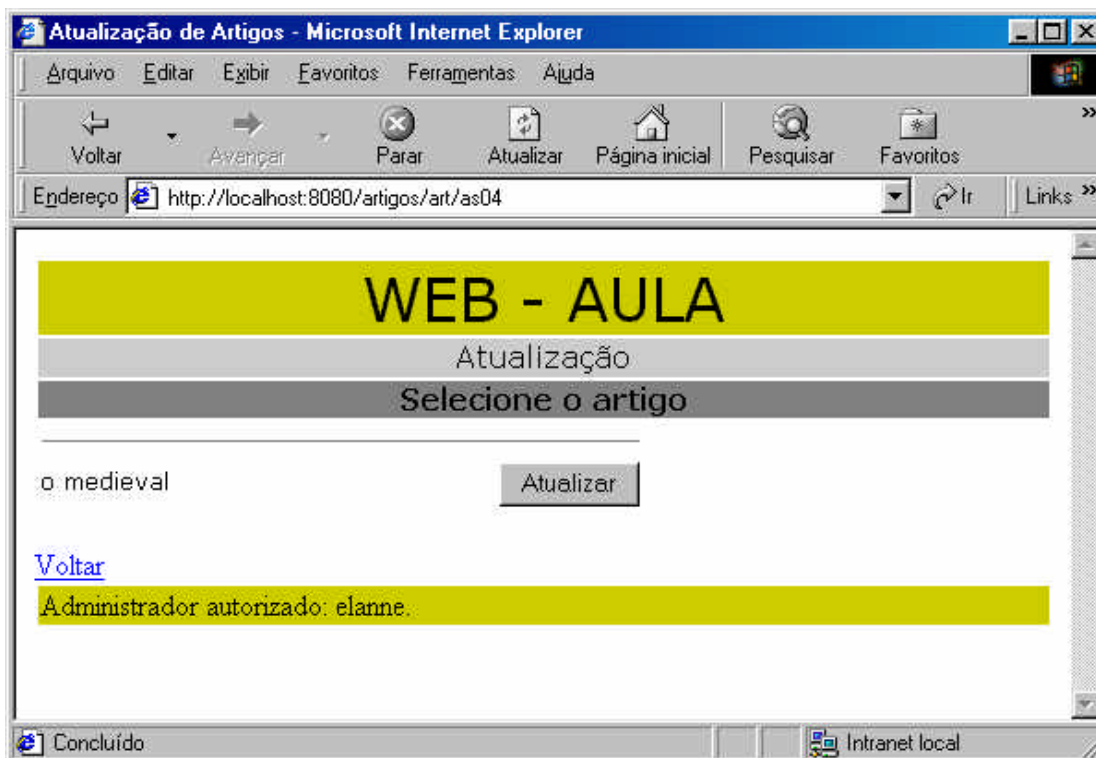 Atualização de Artigos - Microsoft Internet Explorer
Arquivo Editar Exibir Favoritos Ferramentas Ajuda
Voltar Avançar Parar Atualizar Página inicial Pesquisar Favoritos »
Endereço http://localhost:8080/artigos/art/as04 Ir Links »
WEB - AULA
Atualização
Selecione o artigo
o medieval Atualizar
Voltar
Administrador autorizado: elanne.
Concluído Intranet local